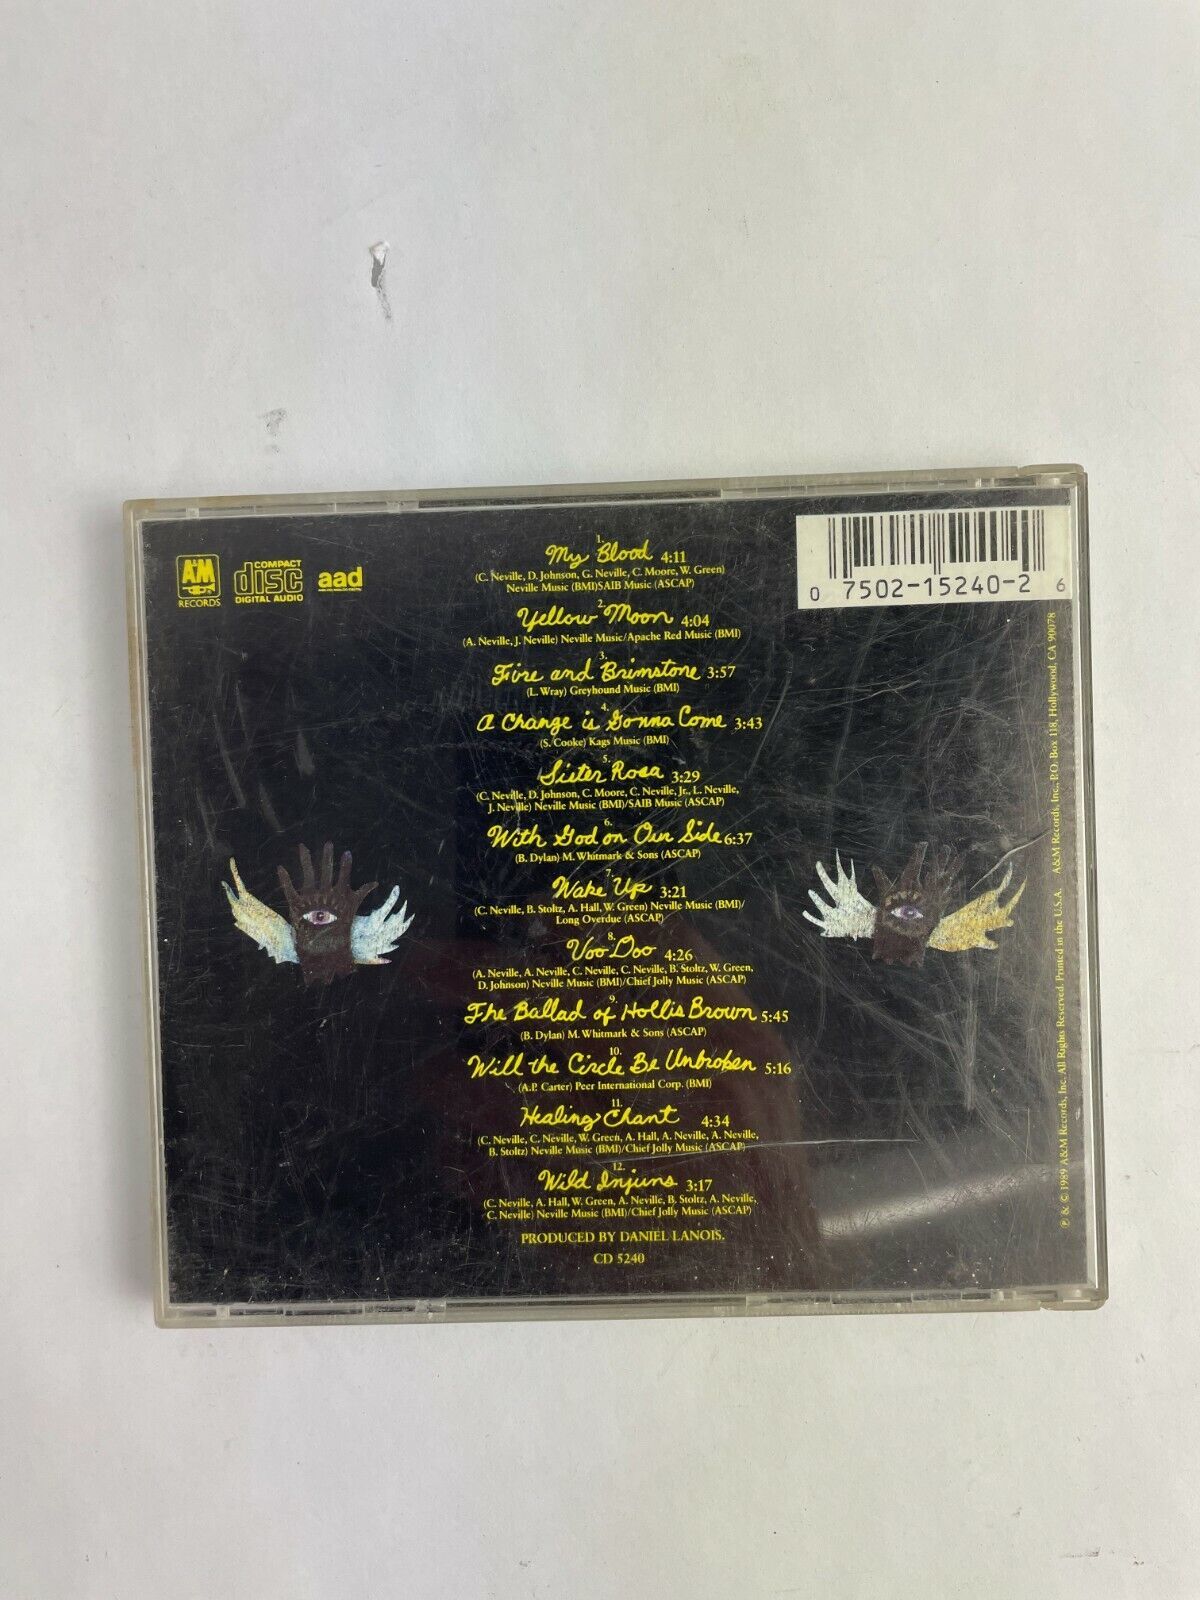 A&M
RECORDS
COMPACT
disc
DIGITAL AUDIO
aad
1.
My Blood 4:11
(C. Neville, D. Johnson, G. Neville, C. Moore, W. Green)
Neville Music (BMI)SAIB Music (ASCAP)
2.
Yellow Moon 4:04
(A. Neville, J. Neville) Neville Music/Apache Red Music (BMI)
3.
Fire and Brimstone 3:57
(L. Wray) Greyhound Music (BMI)
4.
A Change is Gonna Come 3:43
(S. Cooke) Kags Music (BMI)
5.
Sister Rosa 3:29
(C. Neville, D. Johnson, C. Moore, C. Neville, Jr., L. Neville,
J. Neville) Neville Music (BMI)/SAIB Music (ASCAP)
6.
With God on Our Side 6:37
(B. Dylan) M. Whitmark & Sons (ASCAP)
7.
Wake Up 3:21
(C. Neville, B. Stoltz, A. Hall, W. Green) Neville Music (BMI)/
Long Overdue (ASCAP)
8.
Voo Doo 4:26
(A. Neville, A. Neville, C. Neville, C. Neville, B. Stoltz, W. Green,
D. Johnson) Neville Music (BMI)/Chief Jolly Music (ASCAP)
9.
The Ballad of Hollis Brown 5:45
(B. Dylan) M. Whitmark & Sons (ASCAP)
10.
Will the Circle Be Unbroken 5:16
(A.P. Carter) Peer International Corp. (BMI)
11.
Healing Chant 4:34
(C. Neville, C. Neville, W. Green, A. Hall, A. Neville, A. Neville,
B. Stoltz) Neville Music (BMI)/Chief Jolly Music (ASCAP)
12.
Wild Injuns 3:17
(C. Neville, A. Hall, W. Green, A. Neville, B. Stoltz, A. Neville,
C. Neville) Neville Music (BMI)/Chief Jolly Music (ASCAP)
PRODUCED BY DANIEL LANOIS.
CD 5240
0 7502-15240-2 6
℗ & © 1989 A&M Records, Inc. All Rights Reserved. Printed in the U.S.A. A&M Records, Inc., P.O. Box 118, Hollywood, CA 90078